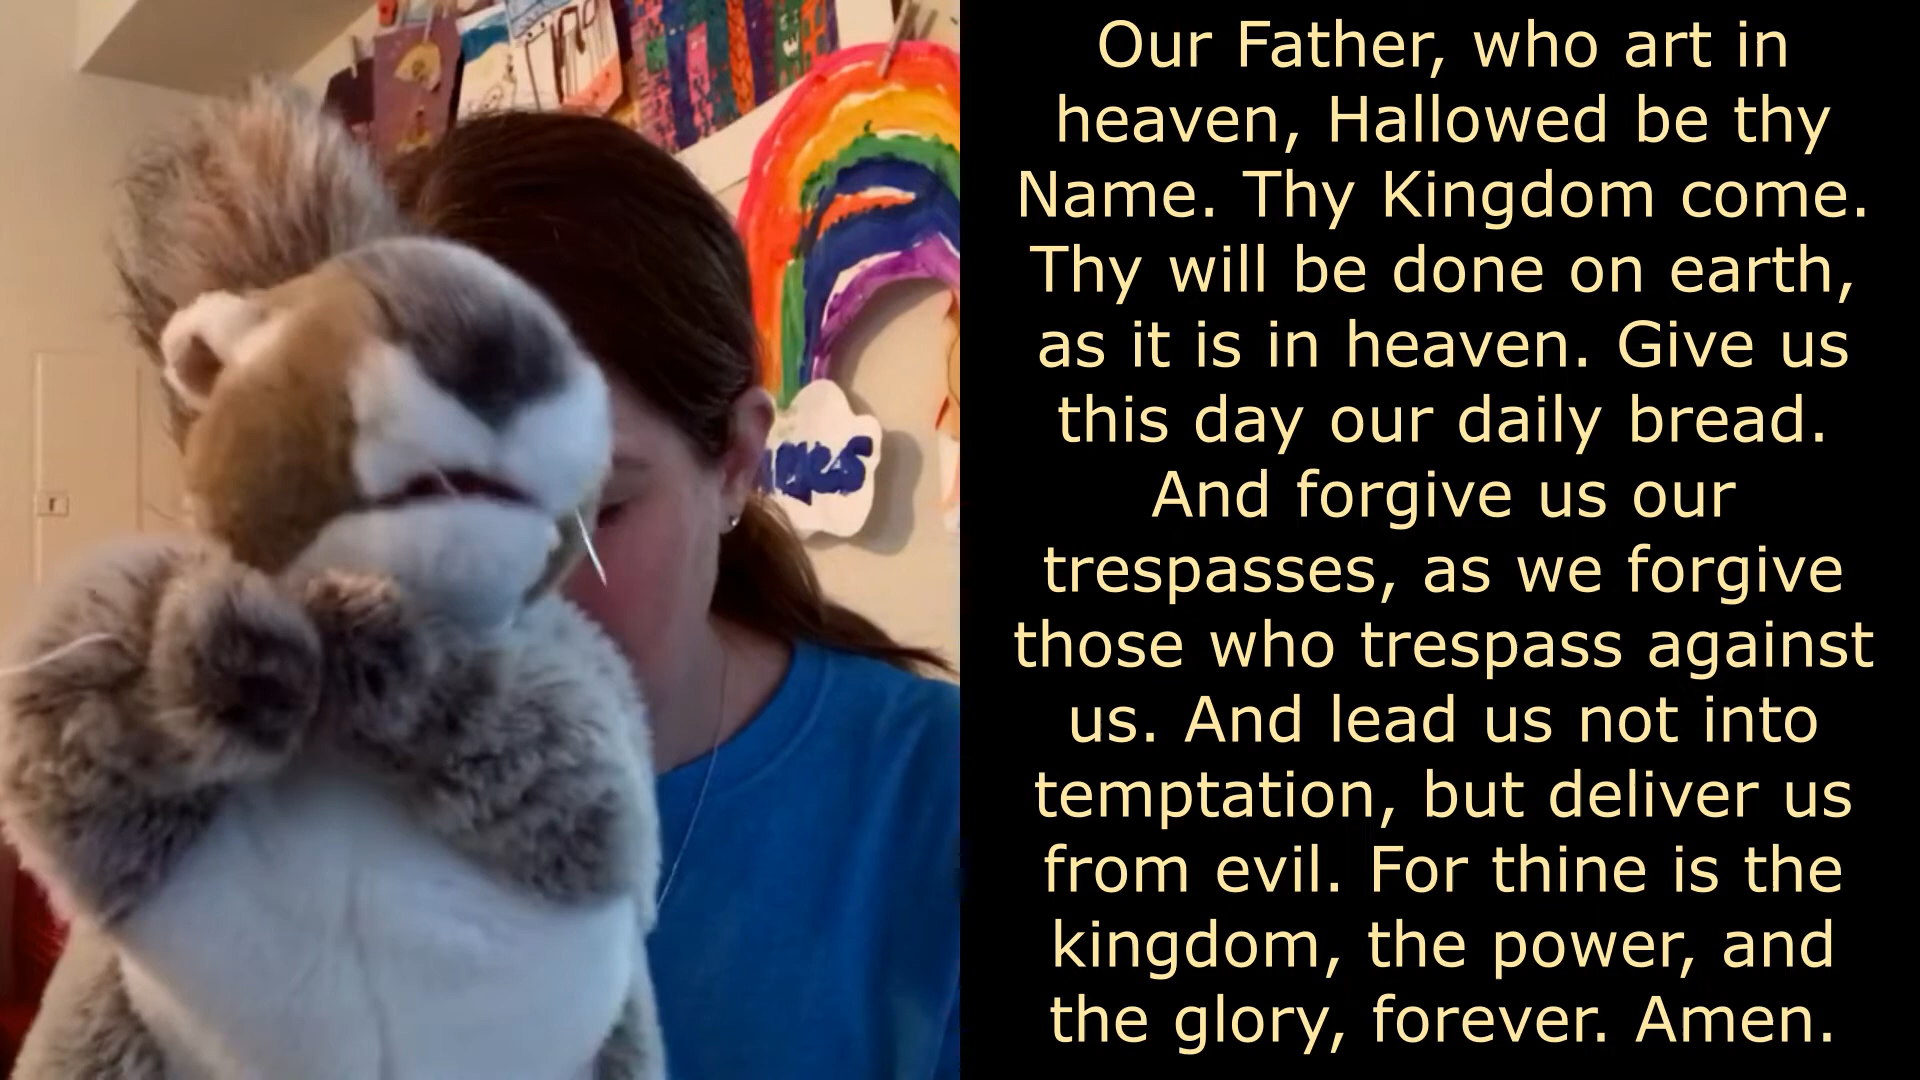 Our Father, who art in
heaven, Hallowed be thy
Name. Thy Kingdom come.
Thy will be done on earth,
as it is in heaven. Give us
this day our daily bread.
And forgive us our
trespasses, as we forgive
those who trespass against
us. And lead us not into
temptation, but deliver us
from evil. For thine is the
kingdom, the power, and
the glory, forever. Amen.